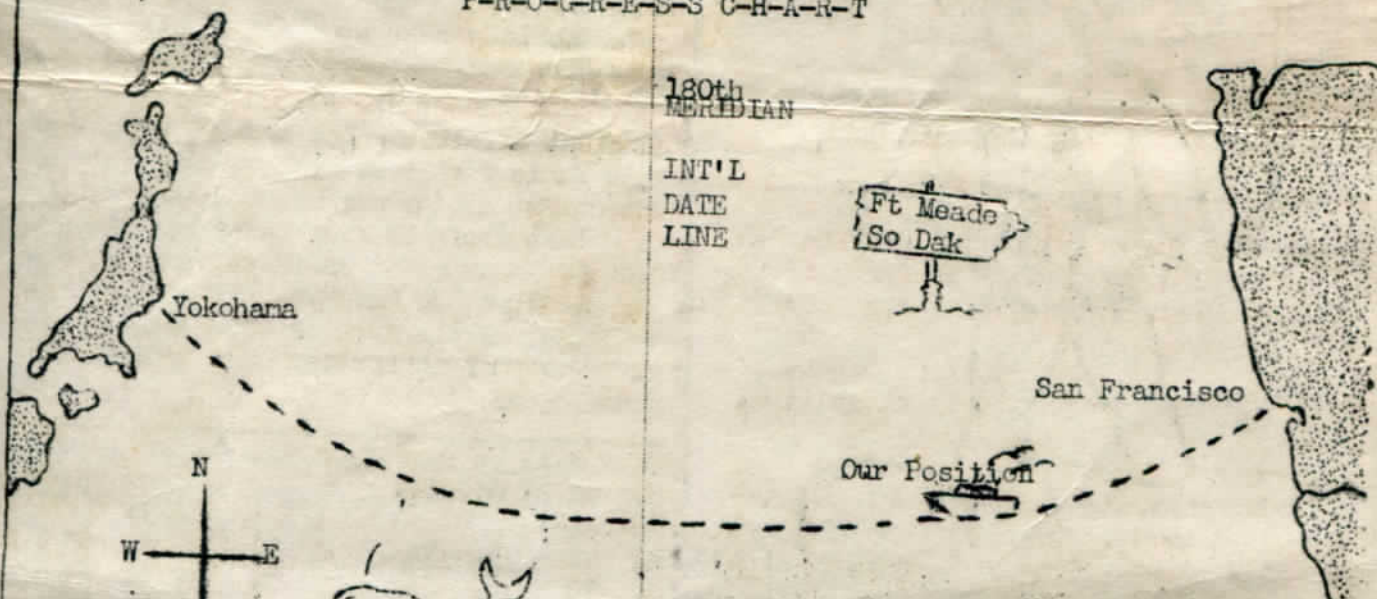 P-R-O-G-R-E-S-S C-H-A-R-T
180th
MERIDIAN
INT'L
DATE
LINE
Ft Meade
So Dak
Yokohama
San Francisco
Our Position
N
W E